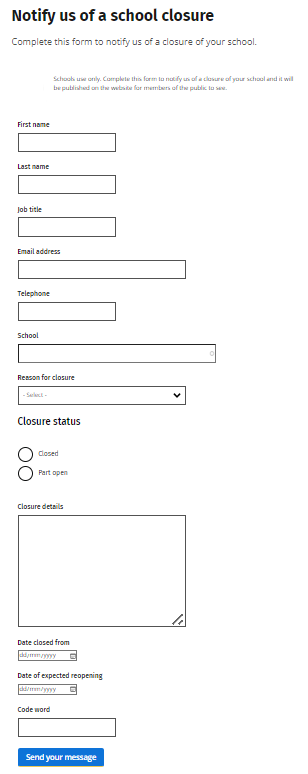 Notify us of a school closure
Complete this form to notify us of a closure of your school.
Schools use only. Complete this form to notify us of a closure of your school and it will
be published on the website for members of the public to see.
First name
Last name
Job title
Email address
Telephone
School
Reason for closure
- Select -
Closure status
Closed
Part open
Closure details
Date closed from
dd/mm/yyyy
Date of expected reopening
dd/mm/yyyy
Code word
Send your message